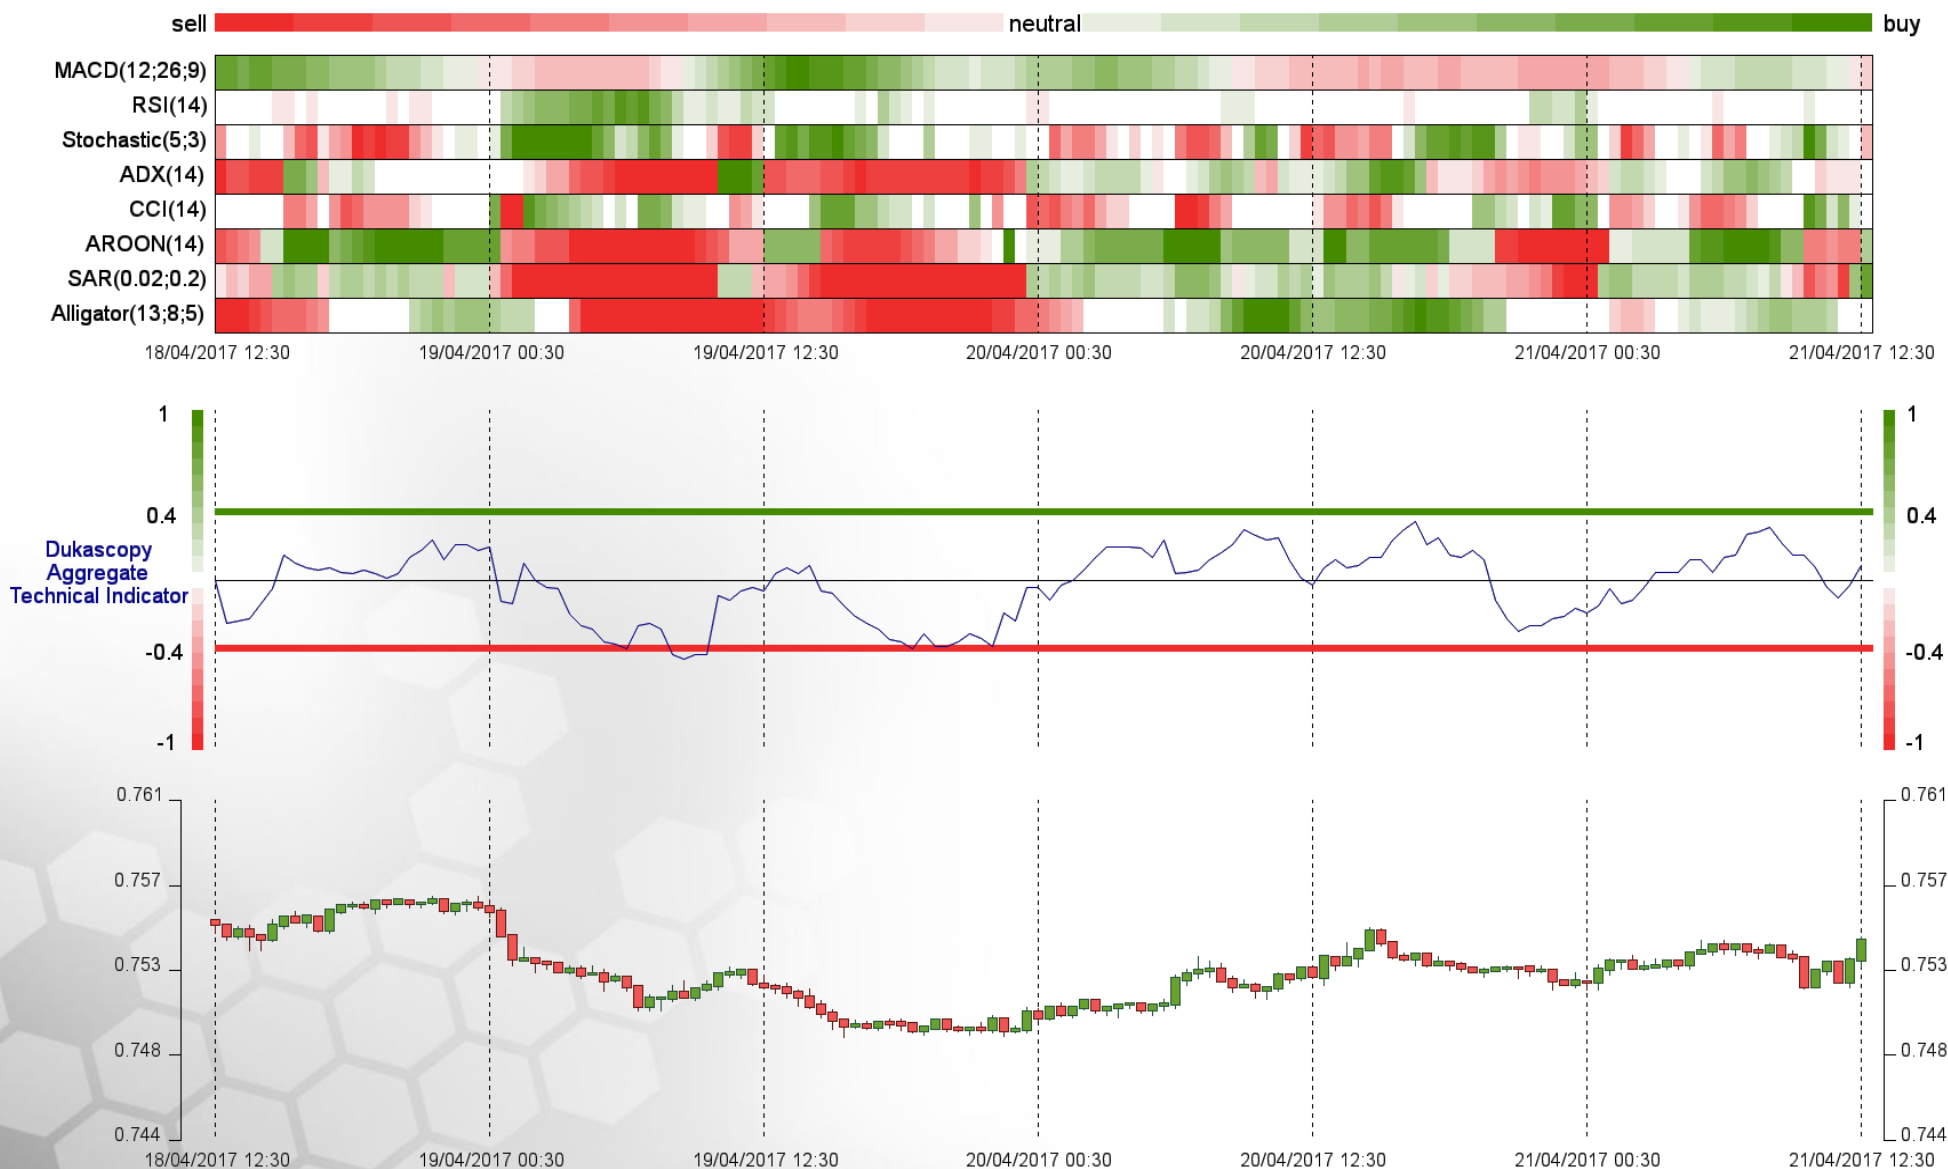 sell neutral buy
MACD(12;26;9)
RSI(14)
Stochastic(5;3)
ADX(14)
CCI(14)
AROON(14)
SAR(0.02;0.2)
Alligator(13;8;5)
18/04/2017 12:30 19/04/2017 00:30 19/04/2017 12:30 20/04/2017 00:30 20/04/2017 12:30 21/04/2017 00:30 21/04/2017 12:30
1 1
0.4 0.4
Dukascopy
Aggregate
Technical Indicator
-0.4 -0.4
-1 -1
0.761 0.761
0.757 0.757
0.753 0.753
0.748 0.748
0.744 0.744
18/04/2017 12:30 19/04/2017 00:30 19/04/2017 12:30 20/04/2017 00:30 20/04/2017 12:30 21/04/2017 00:30 21/04/2017 12:30